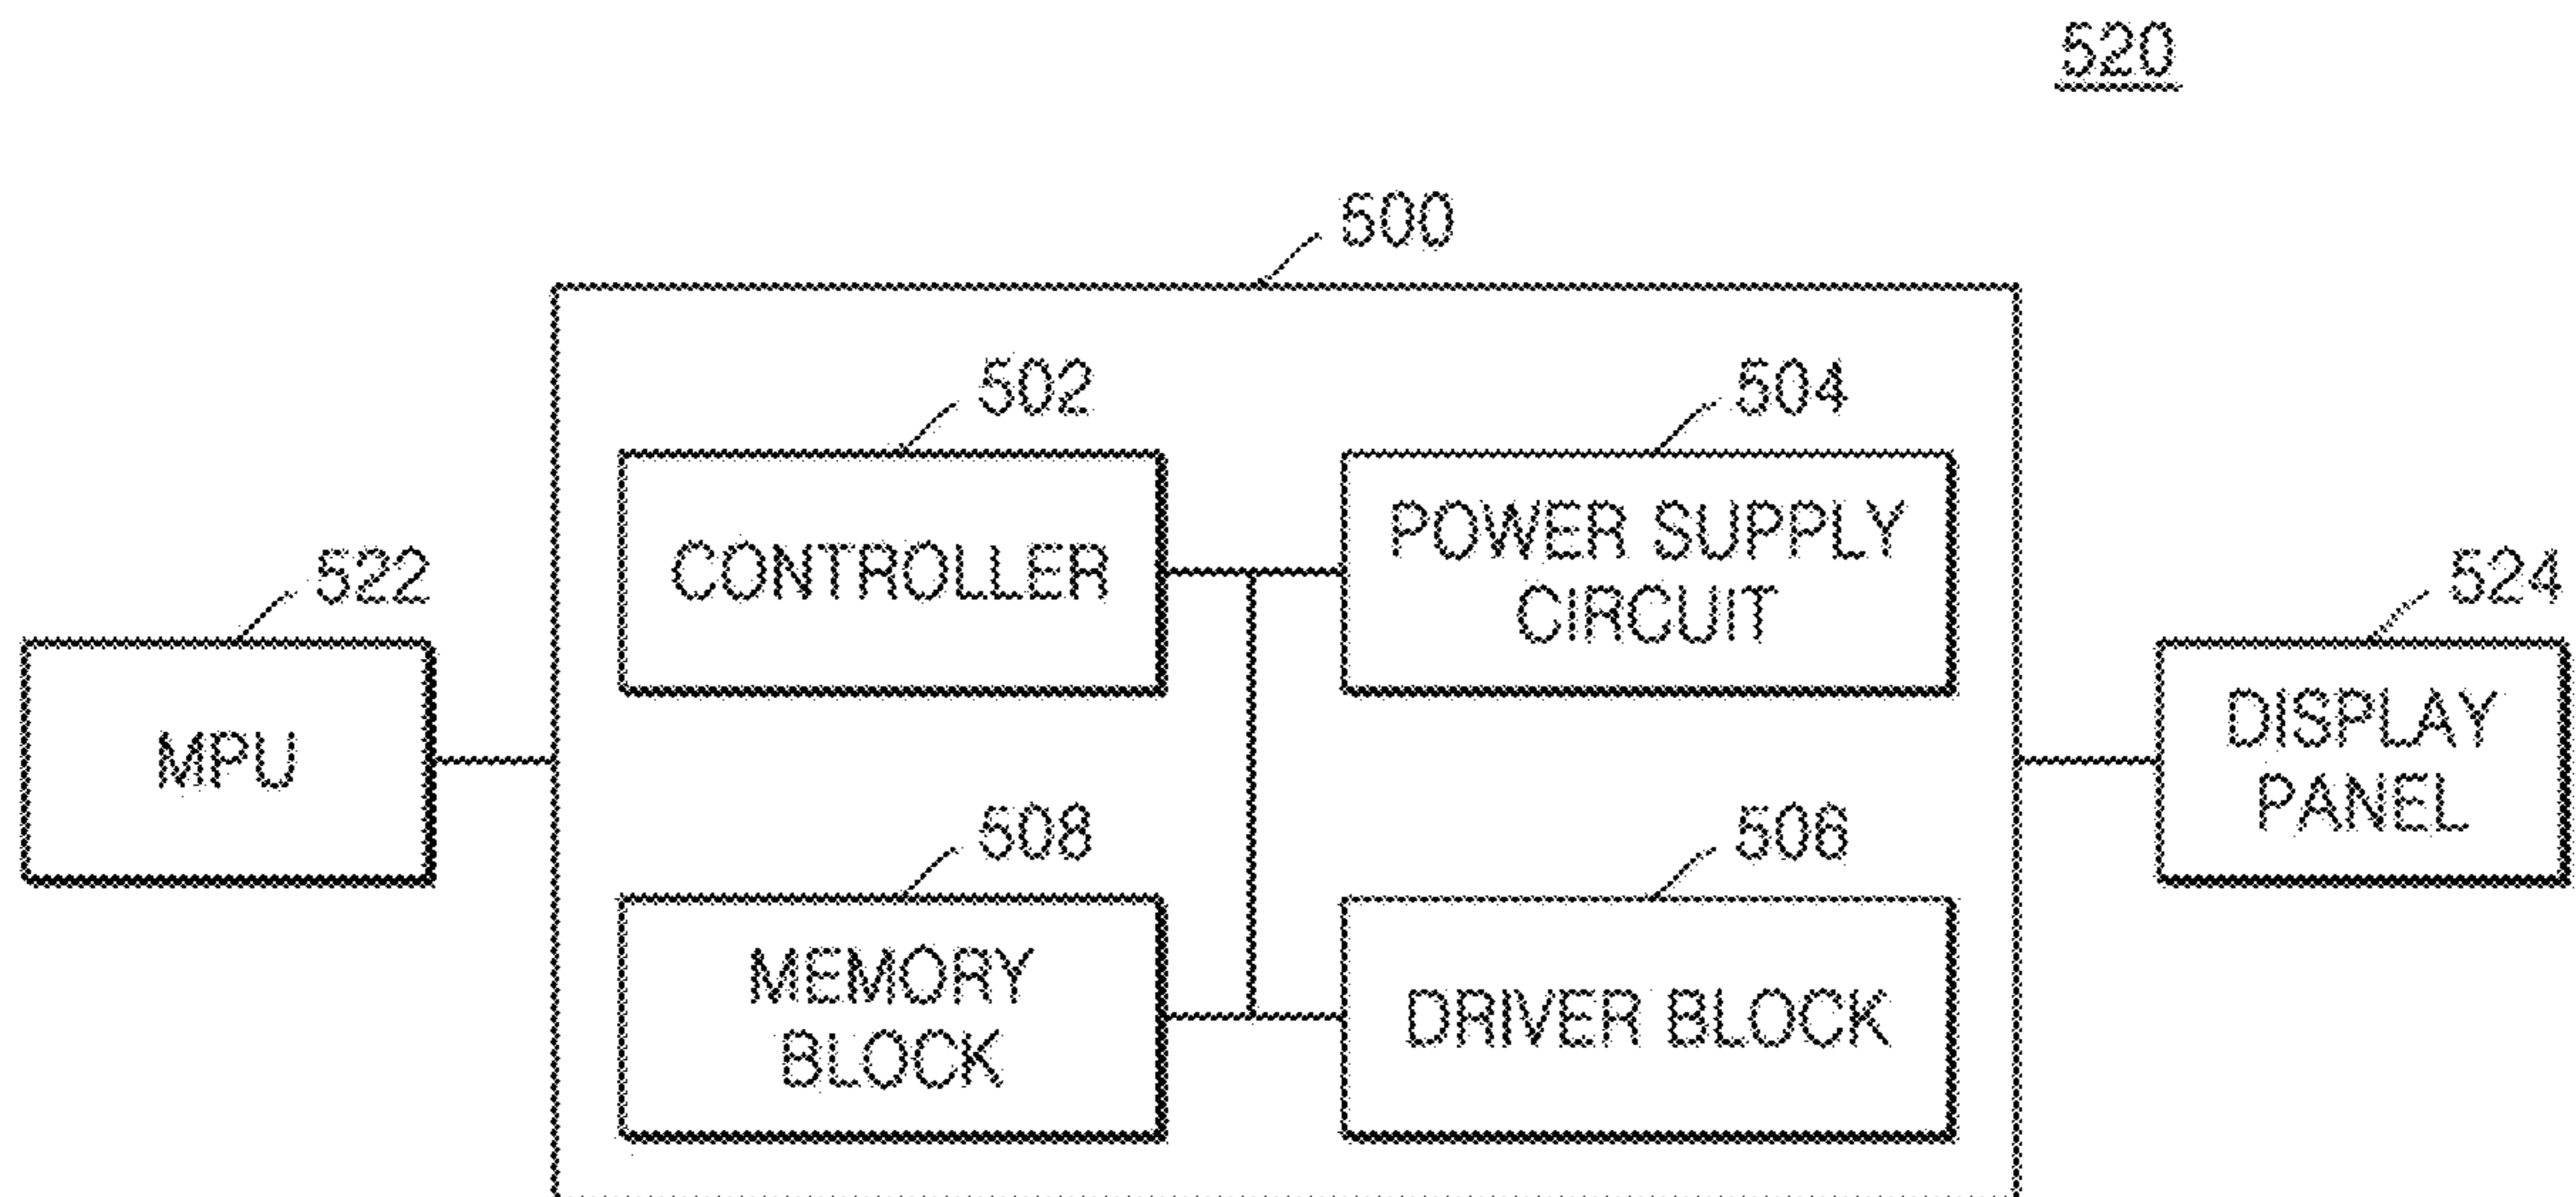 520
500
502
504
CONTROLLER
POWER SUPPLY
CIRCUIT
522
MPU
524
DISPLAY
PANEL
508
506
MEMORY
BLOCK
DRIVER BLOCK